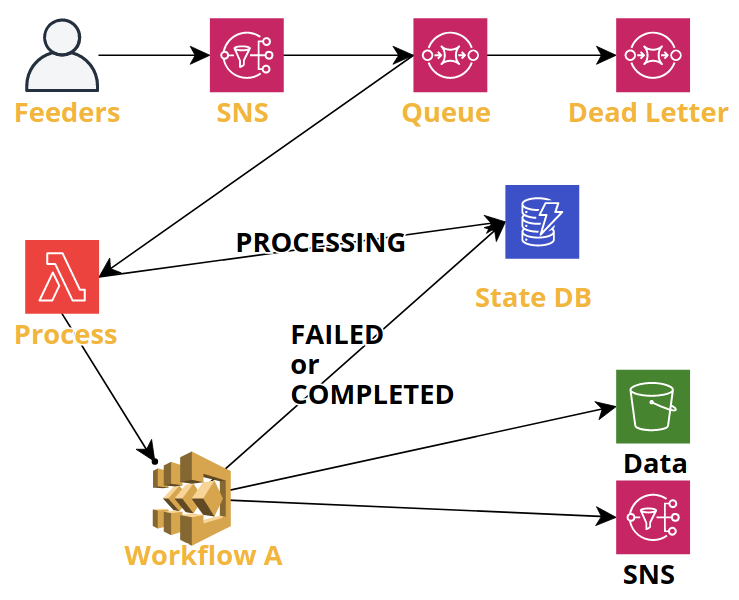 Feeders
SNS
Queue
Dead Letter
PROCESSING
State DB
Process
FAILED
or
COMPLETED
Data
Workflow A
SNS